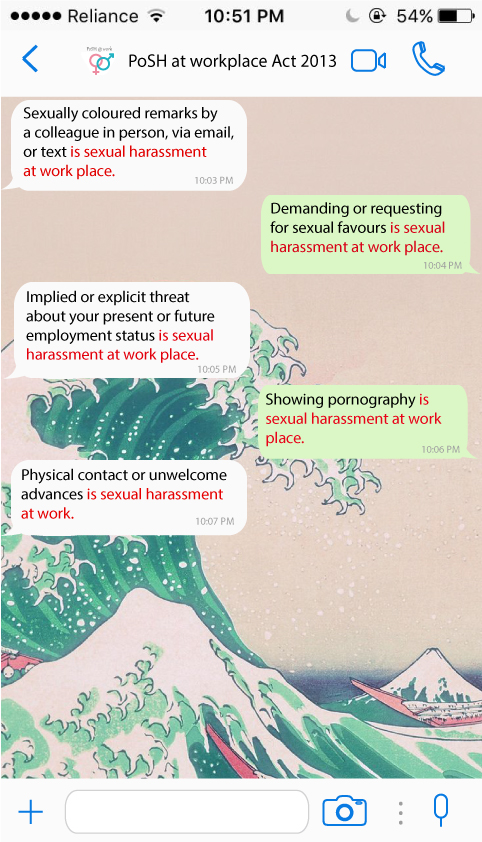 Reliance 10:51 PM 54%
PoSH @ work
PoSH at workplace Act 2013
Sexually coloured remarks by
a colleague in person, via email,
or text is sexual harassment
at work place.
10:03 PM
Demanding or requesting
for sexual favours is sexual
harassment at work place.
10:04 PM
Implied or explicit threat
about your present or future
employment status is sexual
harassment at work place.
10:05 PM
Showing pornography is
sexual harassment at work
place.
10:06 PM
Physical contact or unwelcome
advances is sexual harassment
at work.
10:07 PM